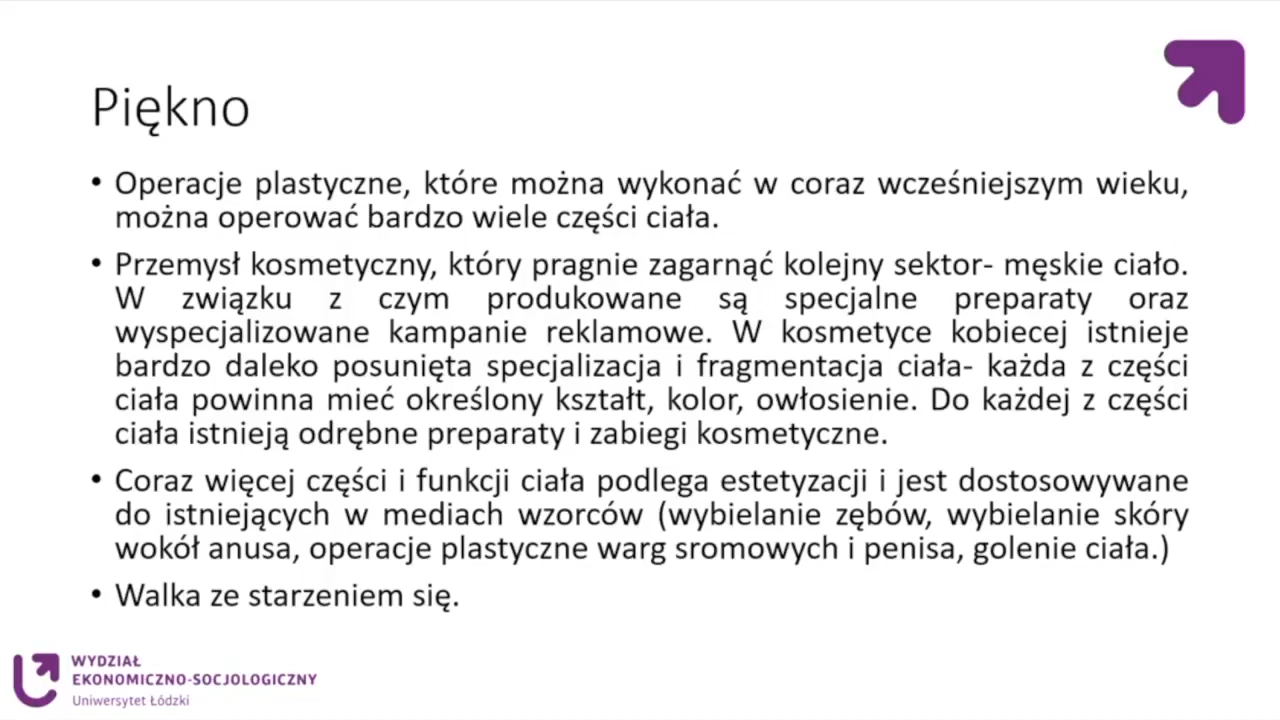 Piękno
• Operacje plastyczne, które można wykonać w coraz wcześniejszym wieku,
można operować bardzo wiele części ciała.
• Przemysł kosmetyczny, który pragnie zagarnąć kolejny sektor- męskie ciało.
W związku z czym produkowane są specjalne preparaty oraz
wyspecjalizowane kampanie reklamowe. W kosmetyce kobiecej istnieje
bardzo daleko posunięta specjalizacja i fragmentacja ciała- każda z części
ciała powinna mieć określony kształt, kolor, owłosienie. Do każdej z części
ciała istnieją odrębne preparaty i zabiegi kosmetyczne.
• Coraz więcej części i funkcji ciała podlega estetyzacji i jest dostosowywane
do istniejących w mediach wzorców (wybielanie zębów, wybielanie skóry
wokół anusa, operacje plastyczne warg sromowych i penisa, golenie ciała.)
• Walka ze starzeniem się.
WYDZIAŁ
EKONOMICZNO-SOCJOLOGICZNY
Uniwersytet Łódzki